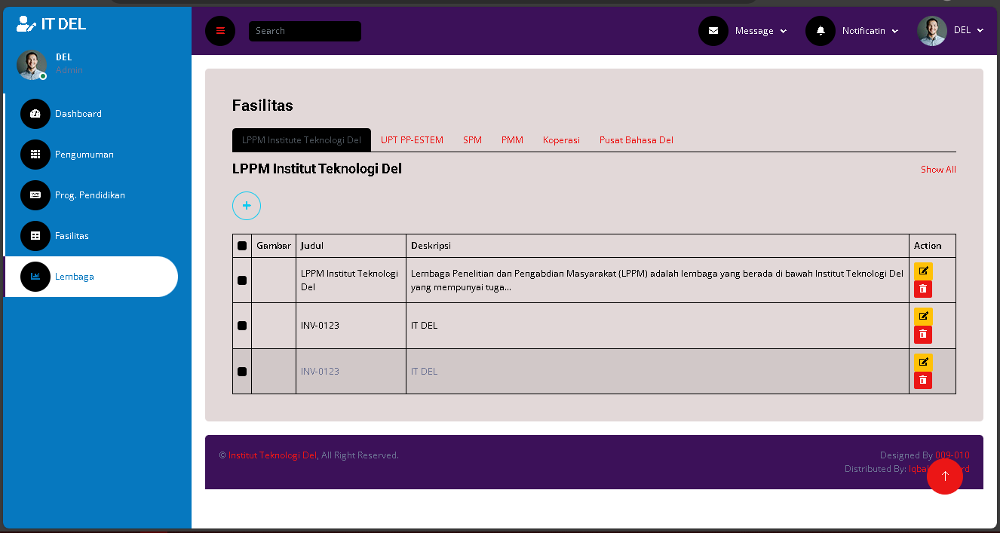 IT DEL
DEL
Admin
Dashboard
Pengumuman
Prog. Pendidikan
Fasilitas
Lembaga
Search
Message
Notificatin
DEL
Fasilitas
LPPM Institute Teknologi Del
UPT PP-ESTEM
SPM
PMM
Koperasi
Pusat Bahasa Del
LPPM Institut Teknologi Del
Show All
Gambar
Judul
Deskripsi
Action
LPPM Institut Teknologi
Del
Lembaga Penelitian dan Pengabdian Masyarakat (LPPM) adalah lembaga yang berada di bawah Institut Teknologi Del
yang mempunyai tuga...
INV-0123
IT DEL
INV-0123
IT DEL
© Institut Teknologi Del, All Right Reserved.
Designed By 009-010
Distributed By: